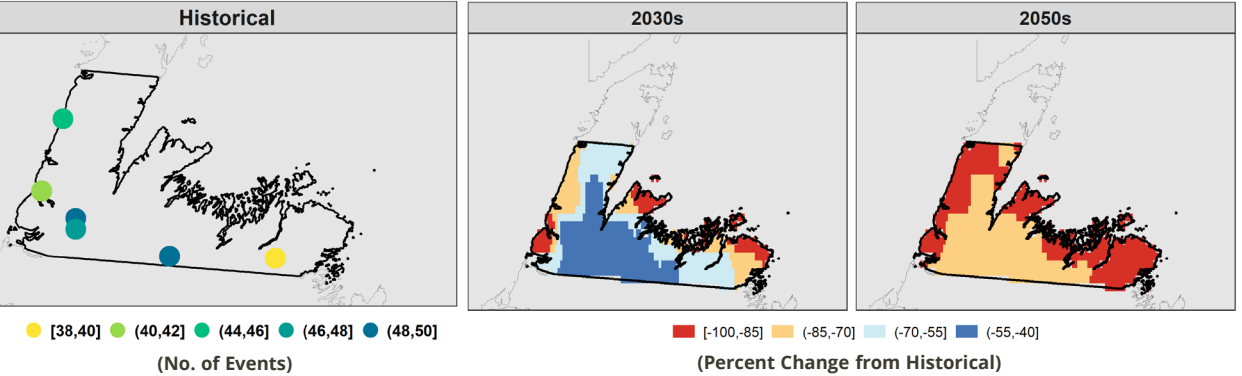 Historical
2030s
2050s
[38,40] (40,42] (44,46] (46,48] (48,50]
(No. of Events)
[-100,-85] (-85,-70] (-70,-55] (-55,-40]
(Percent Change from Historical)